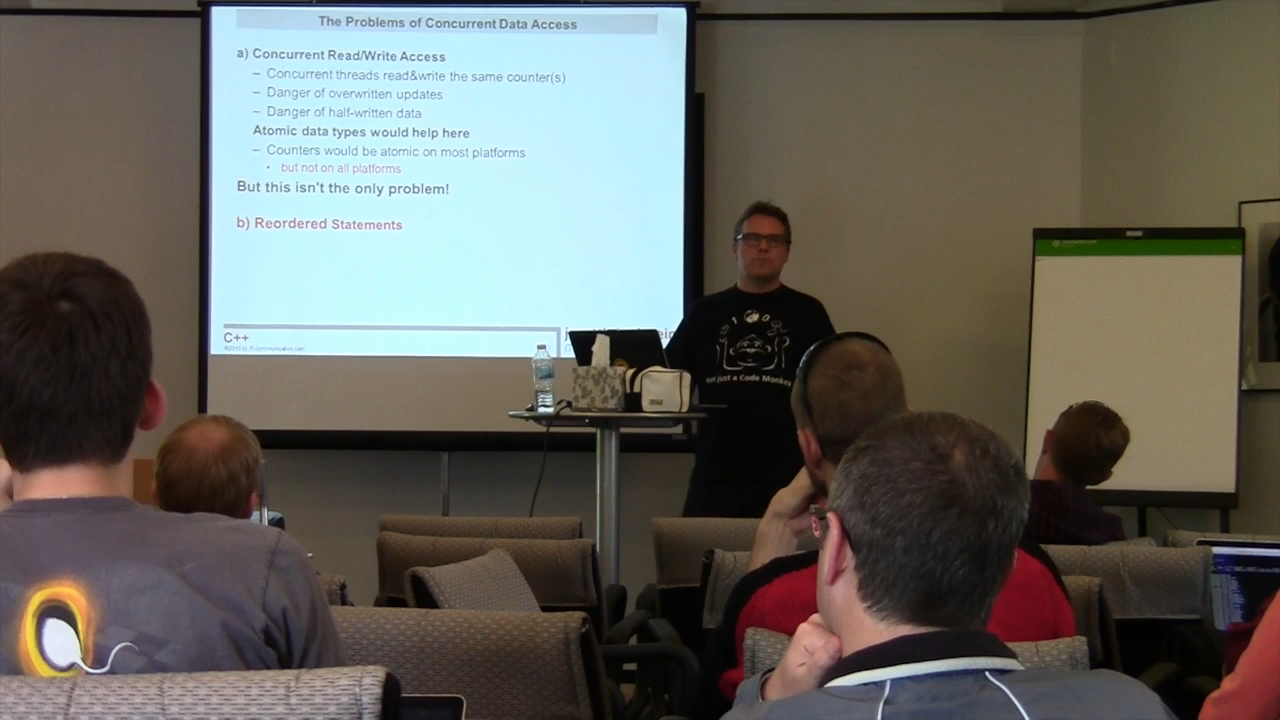 The Problems of Concurrent Data Access
a) Concurrent Read/Write Access
– Concurrent threads read&write the same counter(s)
– Danger of overwritten updates
– Danger of half-written data
Atomic data types would help here
– Counters would be atomic on most platforms
• but not on all platforms
But this isn't the only problem!
b) Reordered Statements
C++
just a Code Monkey